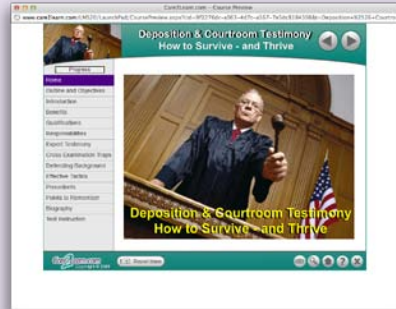 Care2learn.com — Course Preview
Deposition & Courtroom Testimony
How to Survive - and Thrive
Progress
Home
Outline and Objectives
Introduction
Benefits
Qualifications
Responsibilities
Expert Testimony
Cross Examination Traps
Defending Background
Effective Tactics
Precedents
Points to Remember
Biography
Test Instruction
Deposition & Courtroom Testimony
How to Survive - and Thrive